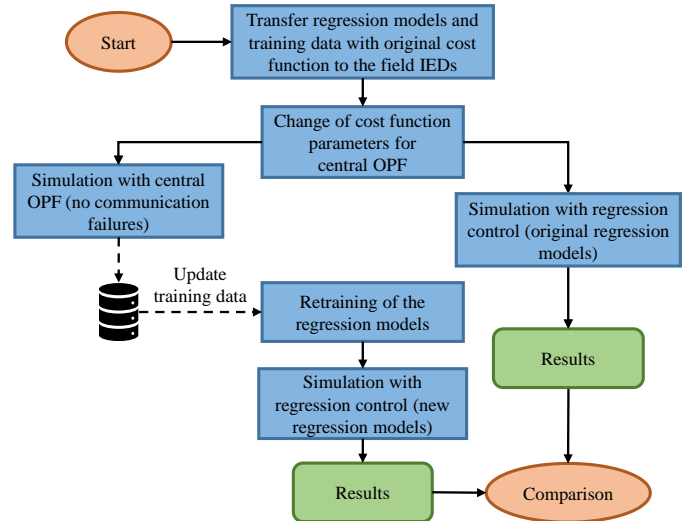 Start
Transfer regression models and
training data with original cost
function to the field IEDs
Change of cost function
parameters for
central OPF
Simulation with central
OPF (no communication
failures)
Simulation with regression
control (original regression
models)
Update
training data
Retraining of the
regression models
Results
Simulation with
regression control (new
regression models)
Results
Comparison